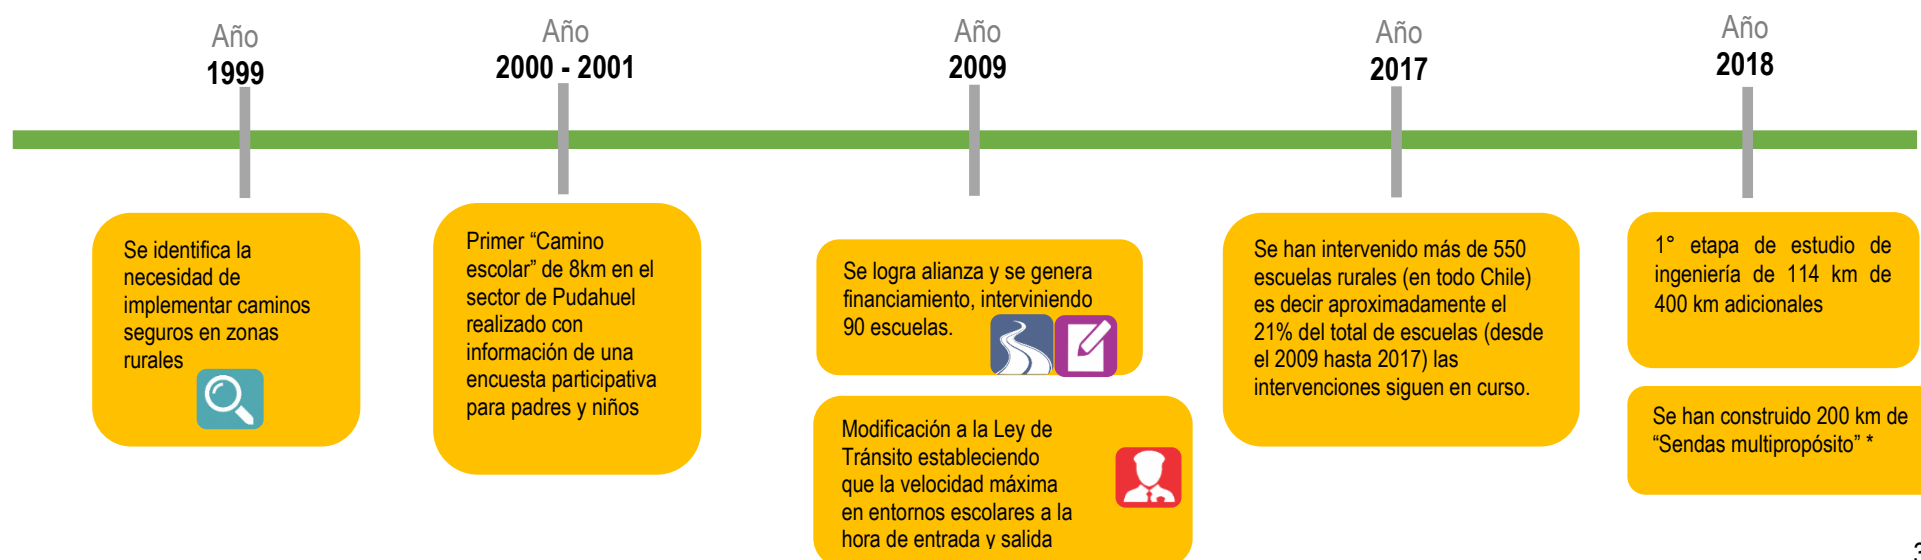 Año
1999
Año
2000 - 2001
Año
2009
Año
2017
Año
2018
Se identifica la
necesidad de
implementar caminos
seguros en zonas
rurales
Primer “Camino
escolar” de 8km en el
sector de Pudahuel
realizado con
información de una
encuesta participativa
para padres y niños
Se logra alianza y se genera
financiamiento, interviniendo
90 escuelas.
Modificación a la Ley de
Tránsito estableciendo
que la velocidad máxima
en entornos escolares a la
hora de entrada y salida
Se han intervenido más de 550
escuelas rurales (en todo Chile)
es decir aproximadamente el
21% del total de escuelas (desde
el 2009 hasta 2017) las
intervenciones siguen en curso.
1° etapa de estudio de
ingeniería de 114 km de
400 km adicionales
Se han construido 200 km de
“Sendas multipropósito” *